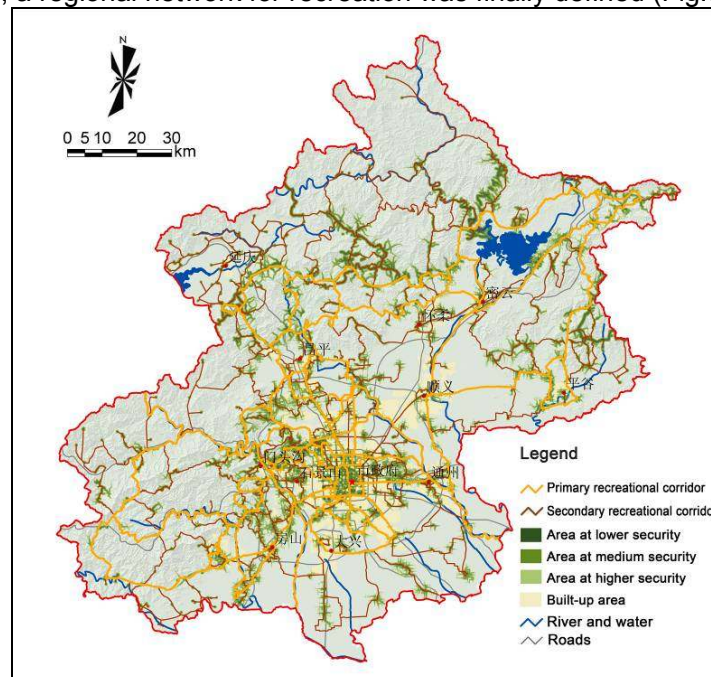 , a regional network for recreation was finally defined (Fig.
N
0 5 10 20 30
km
延庆
密云
怀柔
昌平
顺义
平谷
门头沟
石景山
市政府
通州
房山
大兴
Legend
Primary recreational corridor
Secondary recreational corrido
Area at lower security
Area at medium security
Area at higher security
Built-up area
River and water
Roads